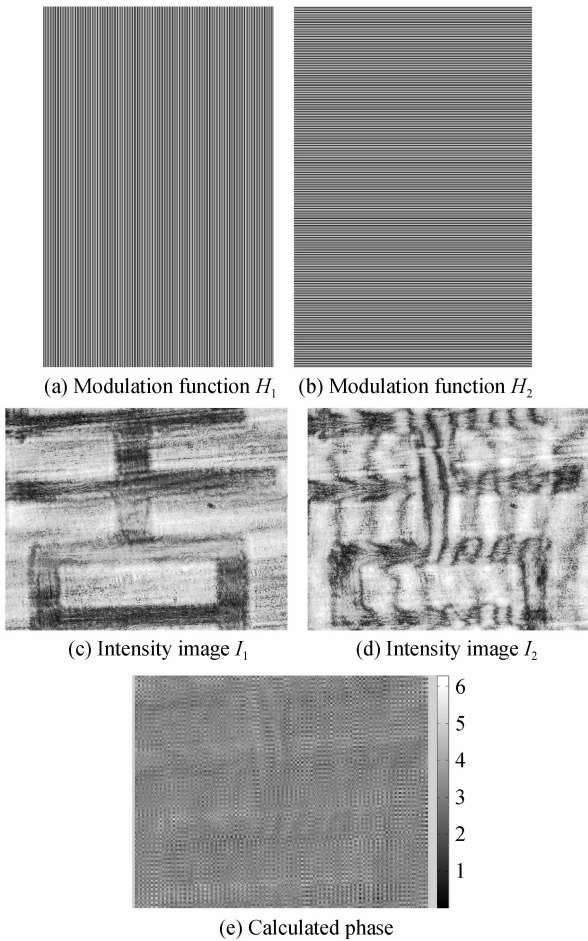 (a) Modulation function H₁
(b) Modulation function H₂
(c) Intensity image I₁
(d) Intensity image I₂
6
5
4
3
2
1
(e) Calculated phase